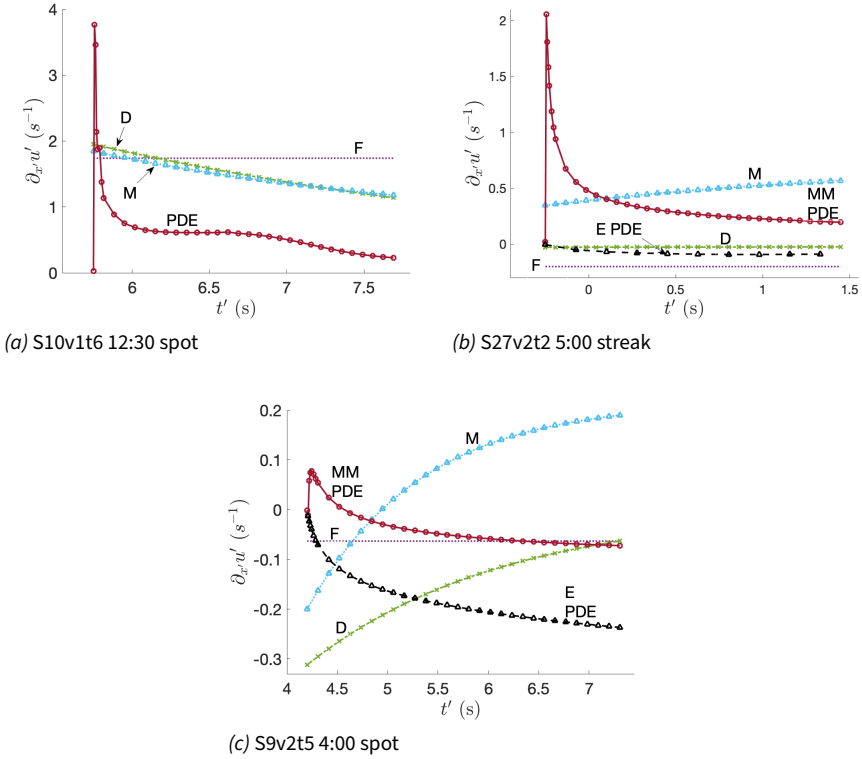 4
3
2
1
0
∂x′u′ (s⁻¹)
D
F
M
PDE
6 6.5 7 7.5
t′ (s)
(a) S10v1t6 12:30 spot
2
1.5
1
0.5
0
∂x′u′ (s⁻¹)
M
MM
PDE
E PDE
D
F
0 0.5 1 1.5
t′ (s)
(b) S27v2t2 5:00 streak
0.2
0.1
0
-0.1
-0.2
-0.3
∂x′u′ (s⁻¹)
M
MM
PDE
F
E
PDE
D
4 4.5 5 5.5 6 6.5 7
t′ (s)
(c) S9v2t5 4:00 spot